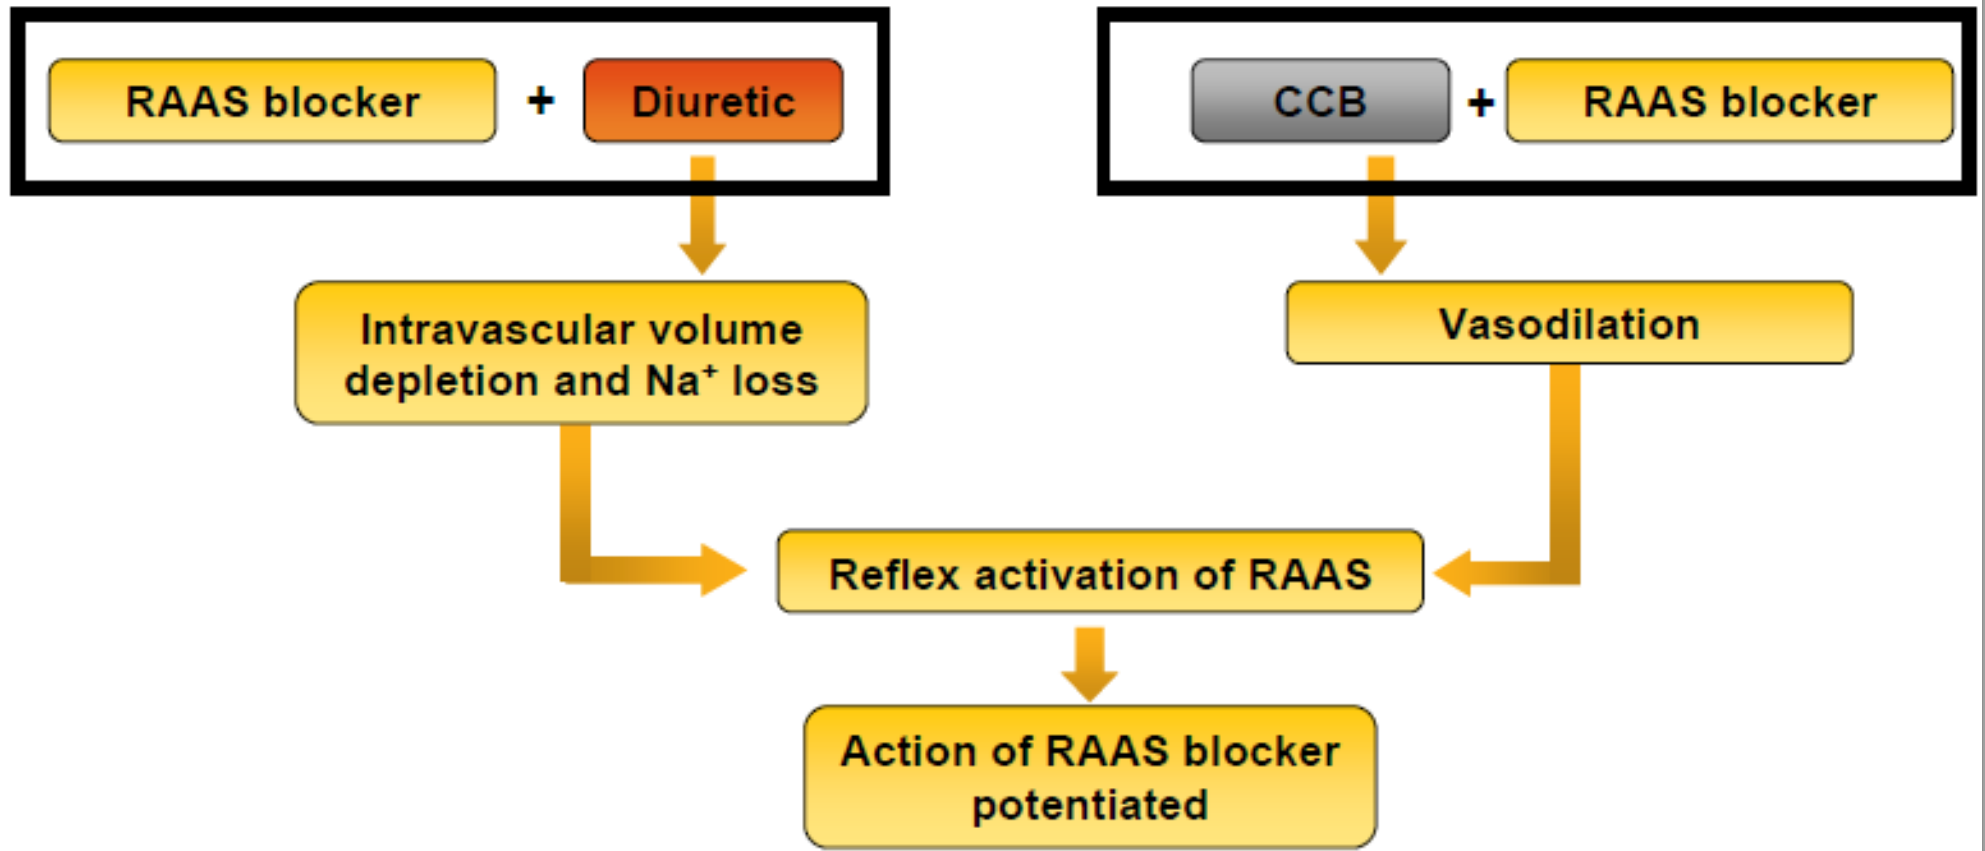 RAAS blocker + Diuretic
CCB + RAAS blocker
Intravascular volume
depletion and Na⁺ loss
Vasodilation
Reflex activation of RAAS
Action of RAAS blocker
potentiated